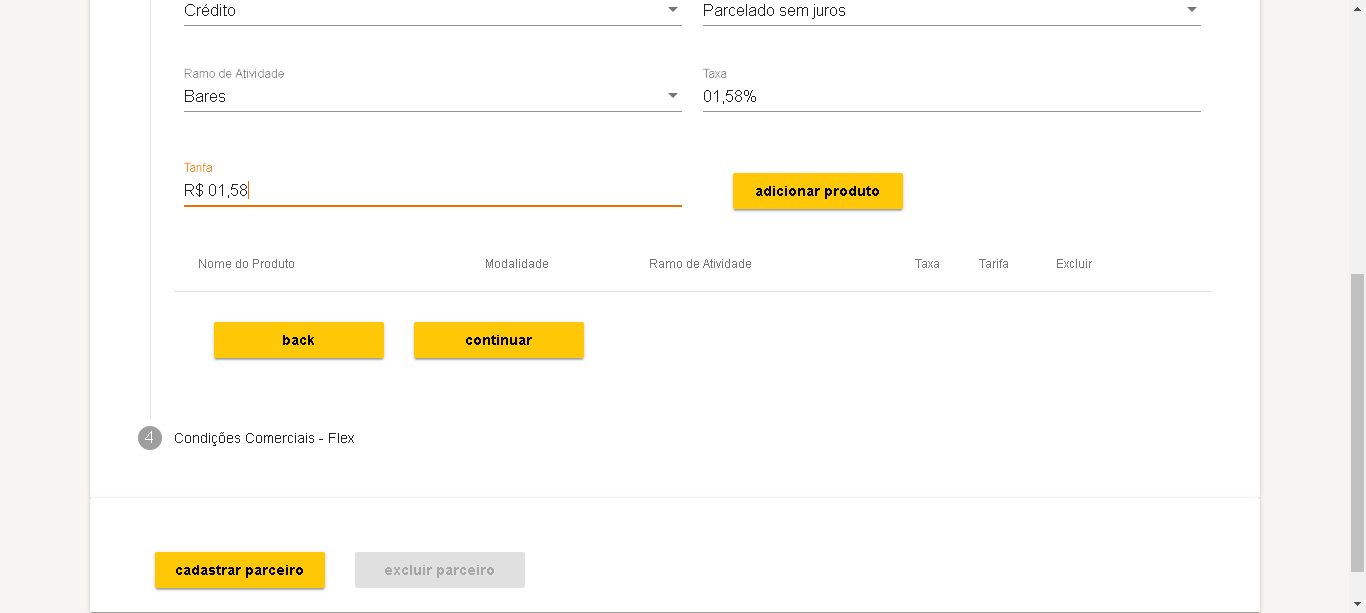 Crédito Parcelado sem juros
Ramo de Atividade Taxa
Bares 01,58%
Tarifa
R$ 01,58
adicionar produto
Nome do Produto Modalidade Ramo de Atividade Taxa Tarifa Excluir
back continuar
4 Condições Comerciais - Flex
cadastrar parceiro excluir parceiro